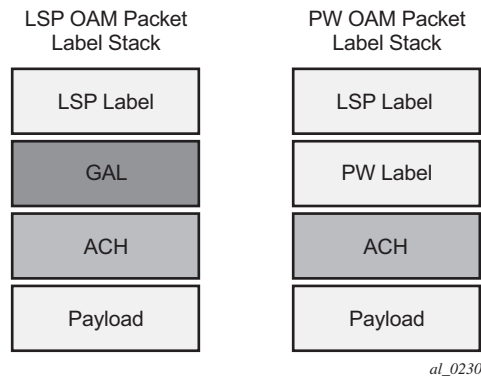 LSP OAM Packet
Label Stack
LSP Label
GAL
ACH
Payload
PW OAM Packet
Label Stack
LSP Label
PW Label
ACH
Payload
al_0230